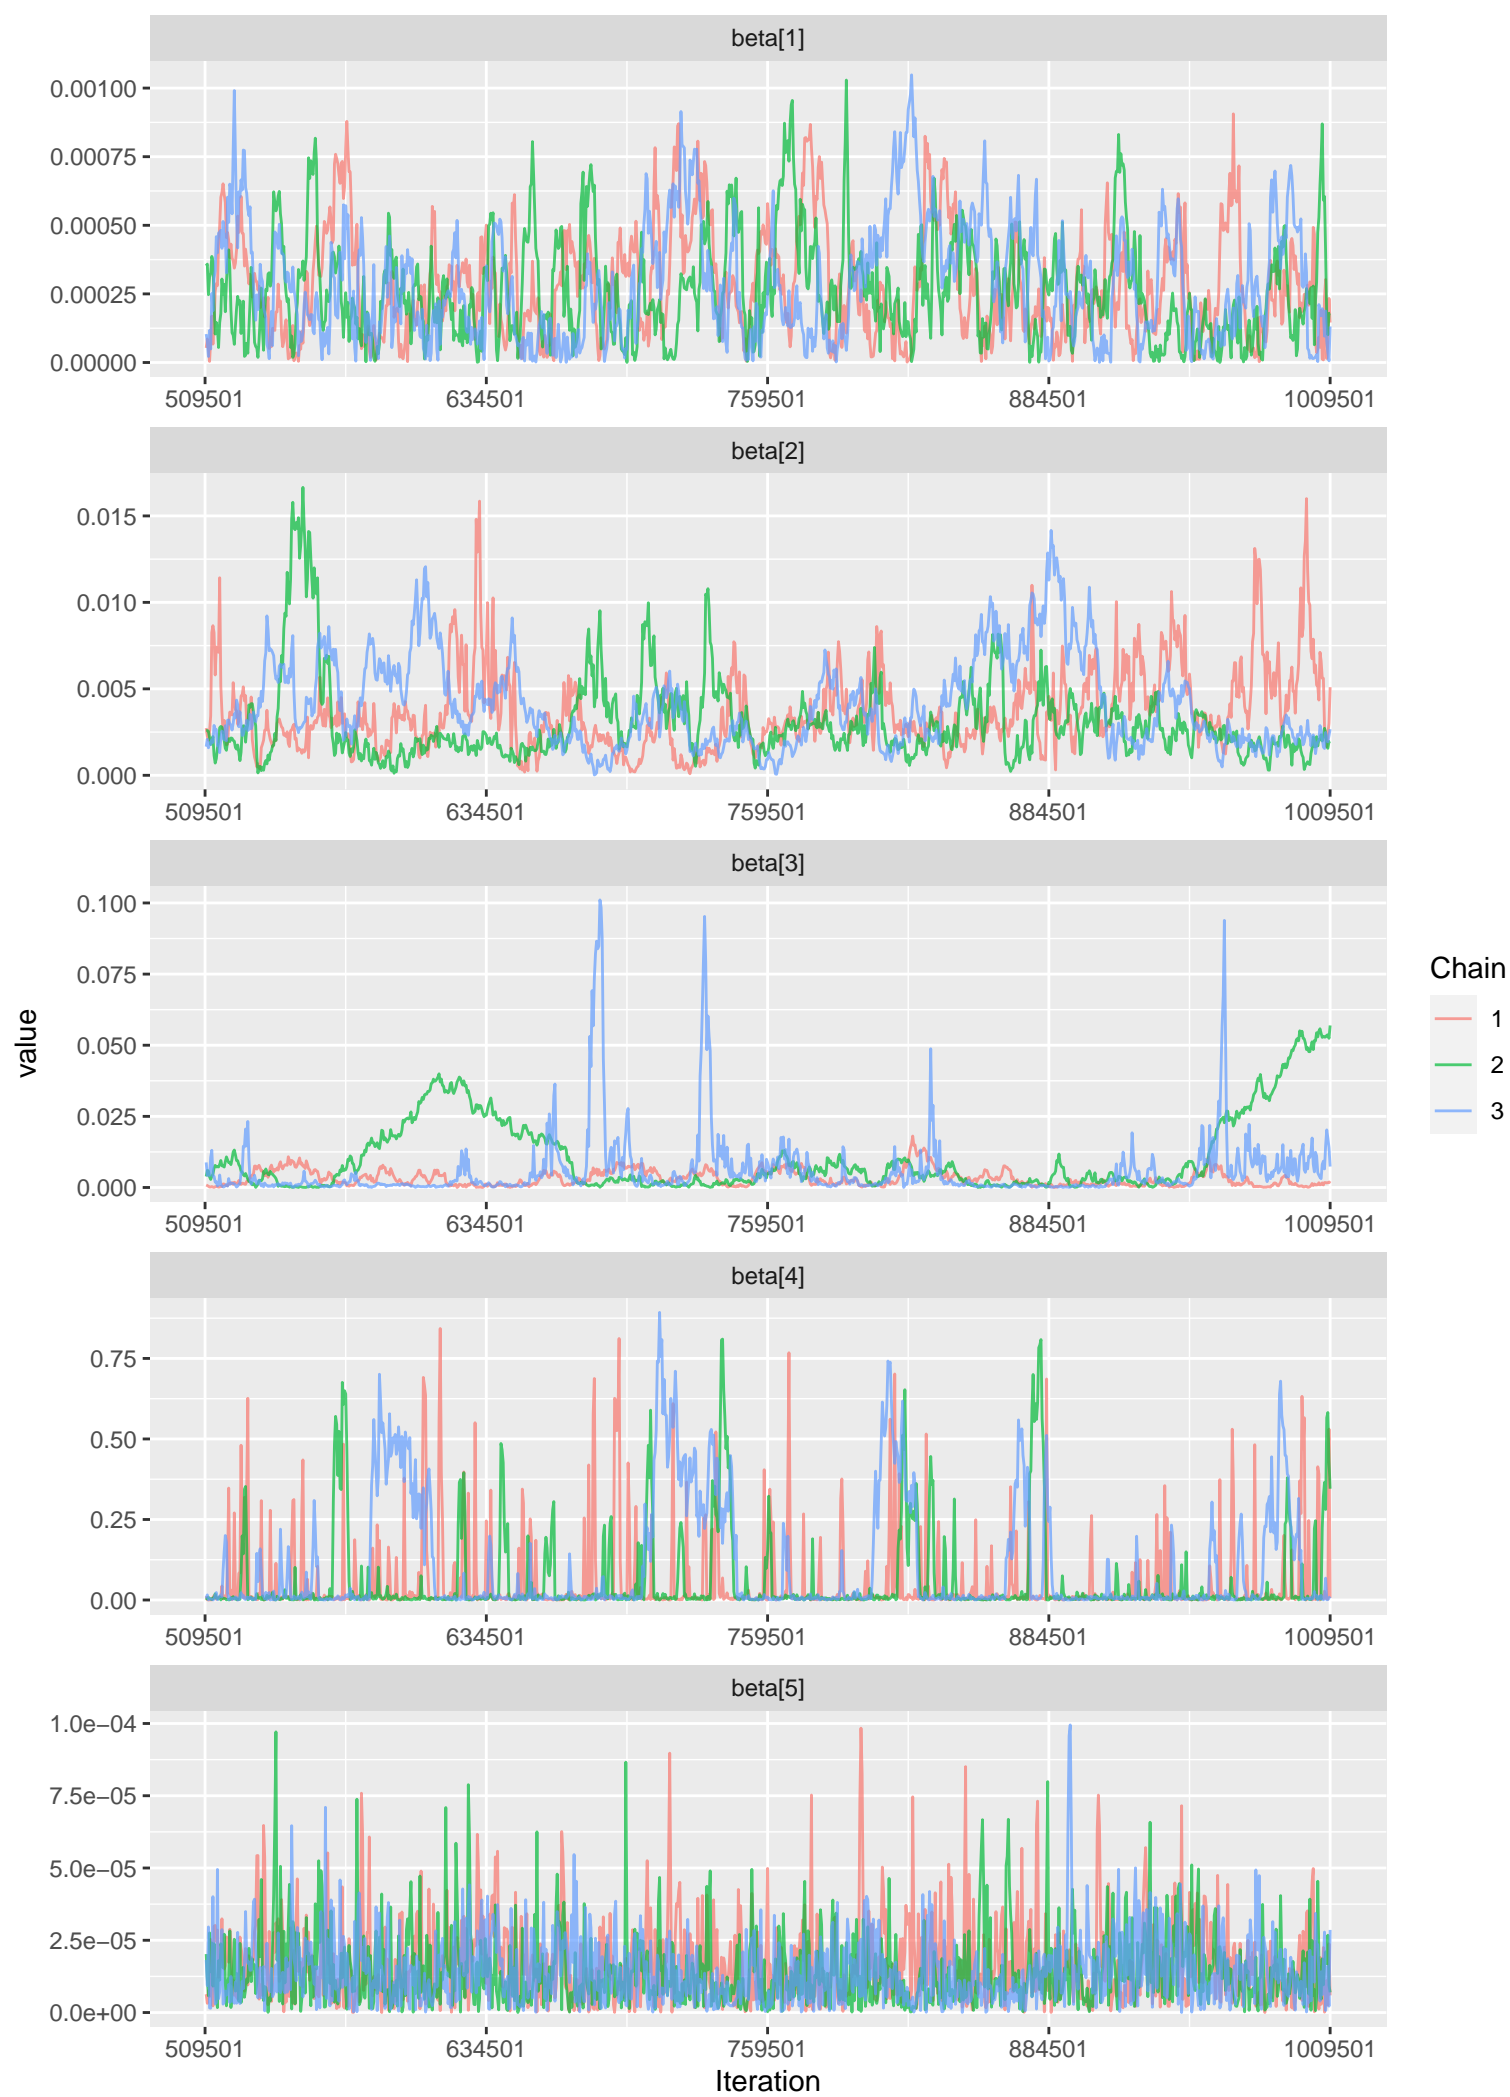 beta[1]
0.00100
0.00075
0.00050
0.00025
0.00000
509501 634501 759501 884501 1009501
beta[2]
0.015
0.010
0.005
0.000
509501 634501 759501 884501 1009501
beta[3]
0.100
0.075
0.050
0.025
0.000
509501 634501 759501 884501 1009501
beta[4]
0.75
0.50
0.25
0.00
509501 634501 759501 884501 1009501
beta[5]
1.0e−04
7.5e−05
5.0e−05
2.5e−05
0.0e+00
509501 634501 759501 884501 1009501
Iteration
value
Chain
1
2
3